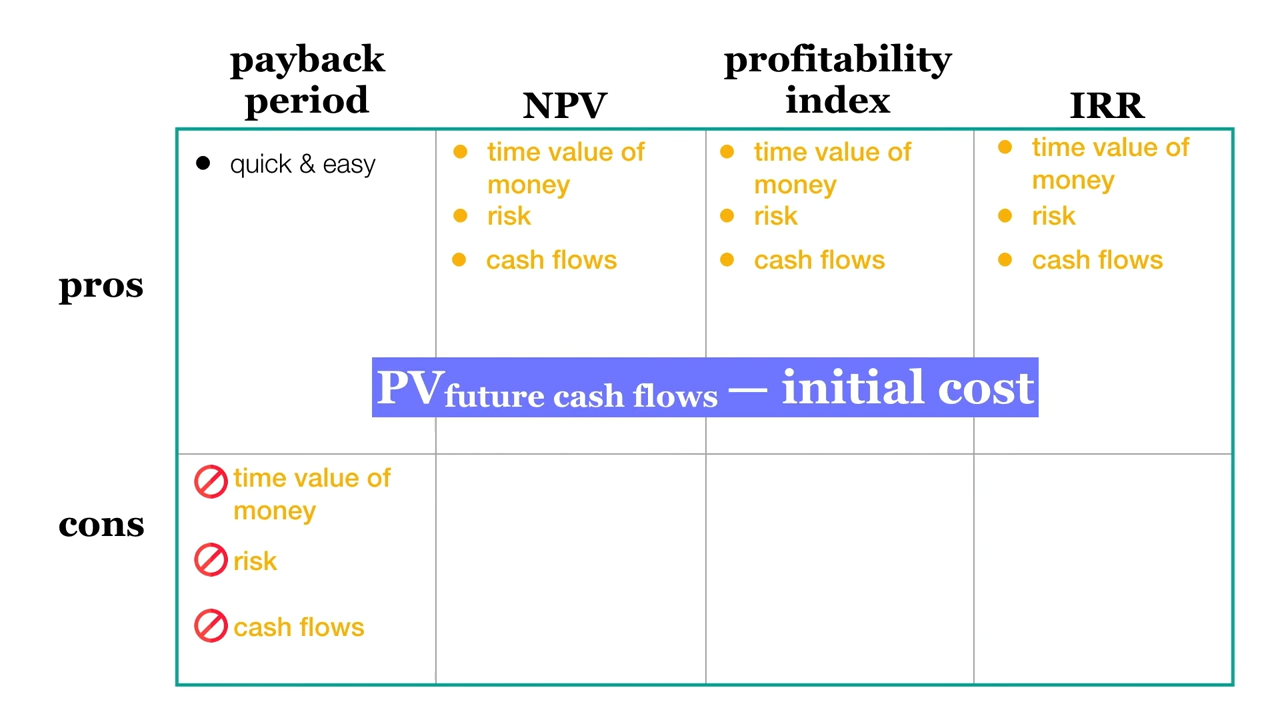 payback
period
NPV
profitability
index
IRR
pros
• quick & easy
• time value of
money
• risk
• cash flows
• time value of
money
• risk
• cash flows
• time value of
money
• risk
• cash flows
PVfuture cash flows — initial cost
cons
time value of
money
risk
cash flows